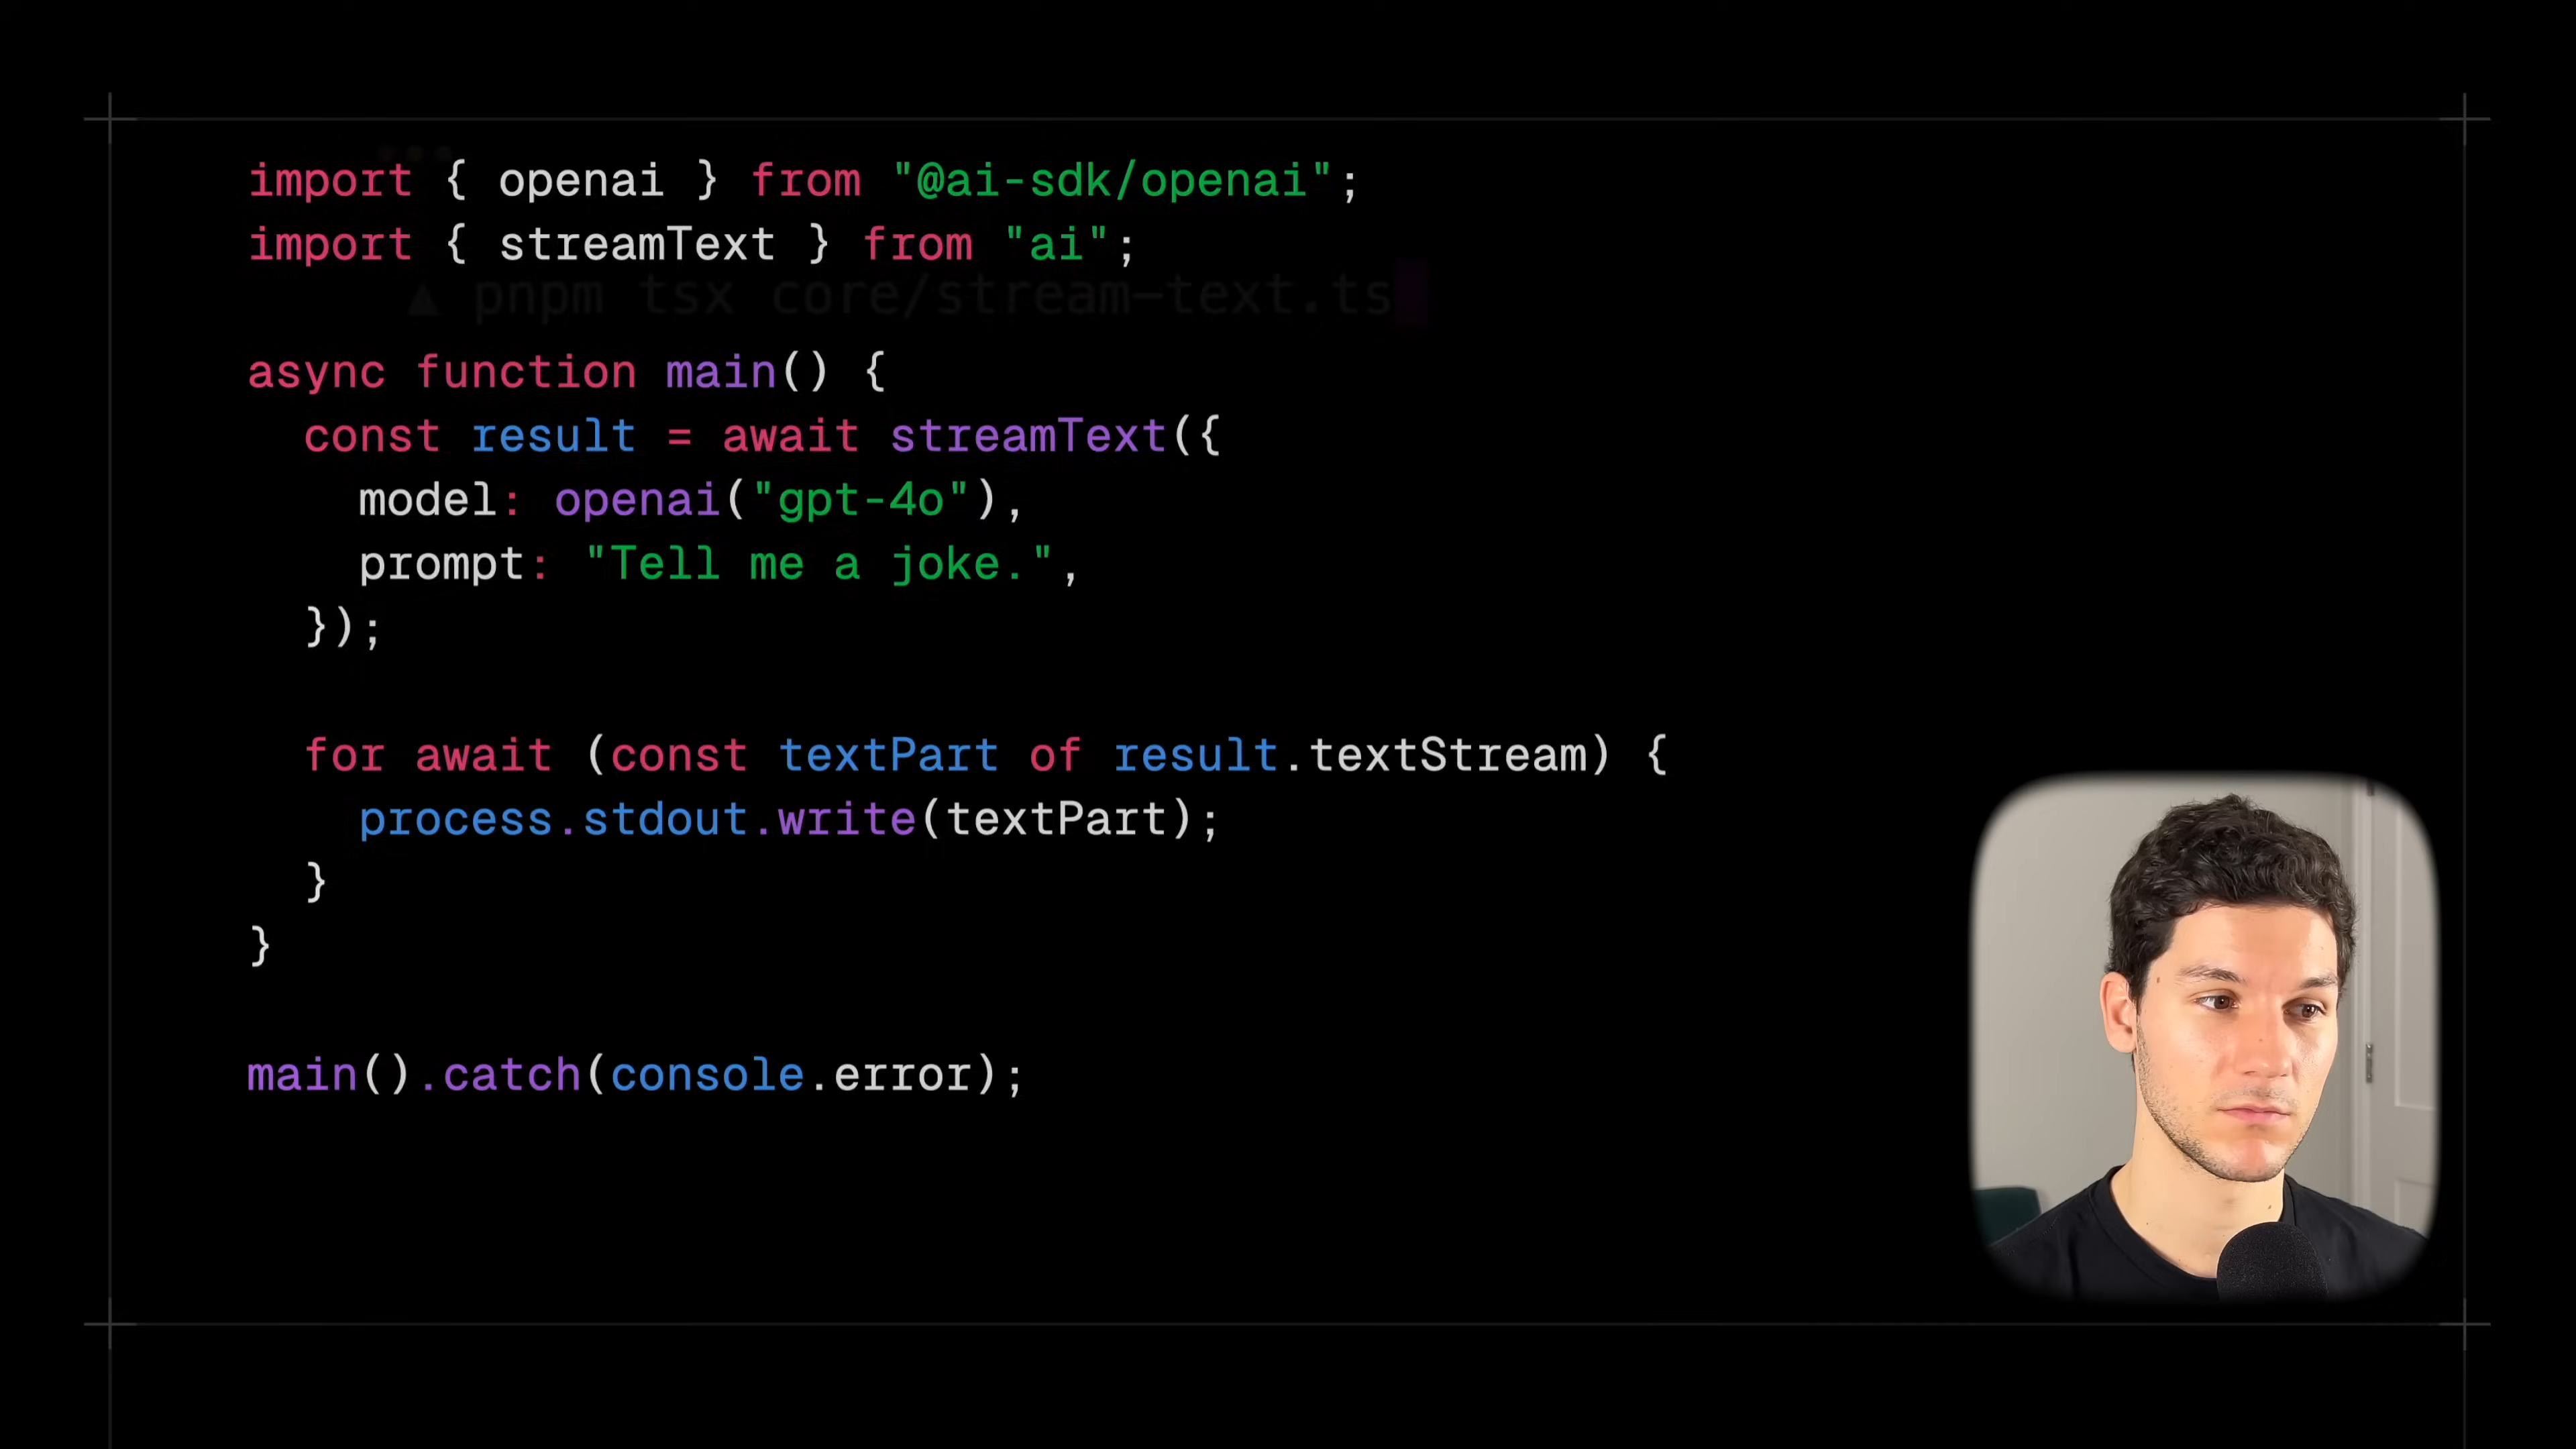 import { openai } from "@ai-sdk/openai";
import { streamText } from "ai";
▲ pnpm tsx core/stream-text.ts
async function main() {
  const result = await streamText({
    model: openai("gpt-4o"),
    prompt: "Tell me a joke.",
  });
  for await (const textPart of result.textStream) {
    process.stdout.write(textPart);
  }
}
main().catch(console.error);